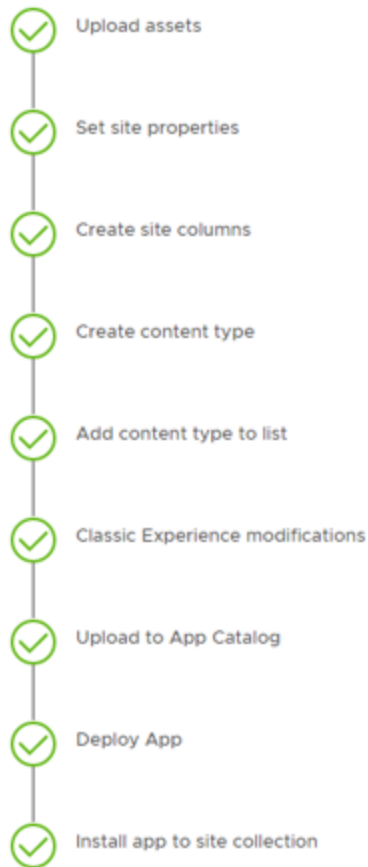 Upload assets
Set site properties
Create site columns
Create content type
Add content type to list
Classic Experience modifications
Upload to App Catalog
Deploy App
Install app to site collection